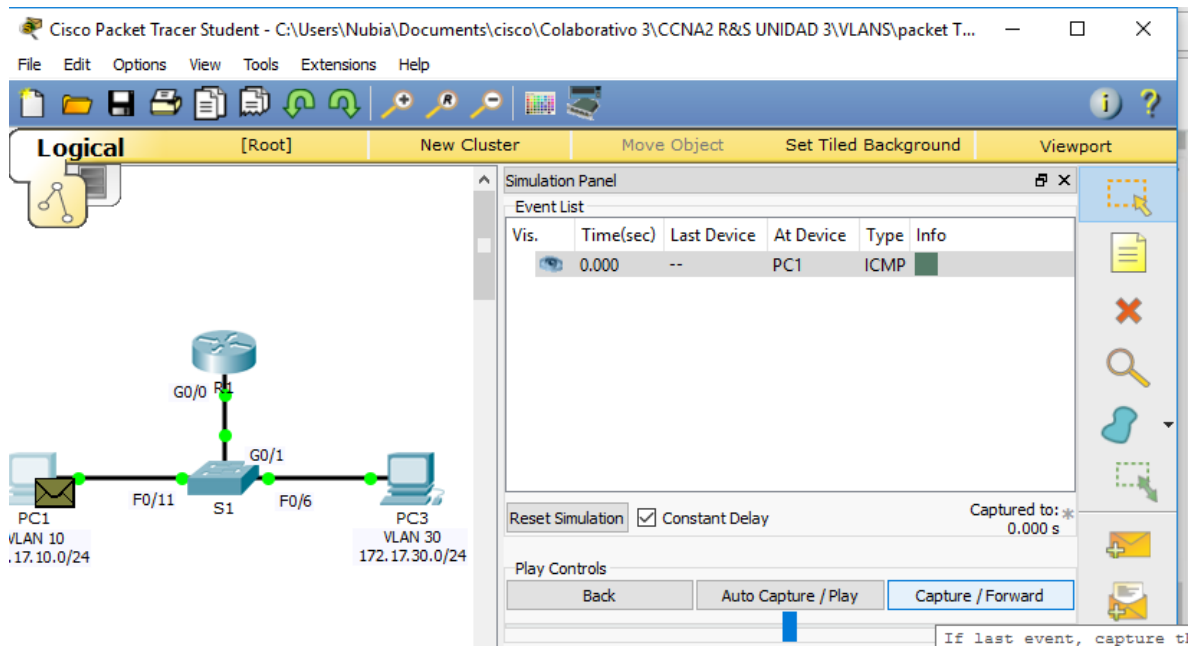 Cisco Packet Tracer Student - C:\Users\Nubia\Documents\cisco\Colaborativo 3\CCNA2 R&S UNIDAD 3\VLANS\packet T...
File Edit Options View Tools Extensions Help
Logical [Root] New Cluster Move Object Set Tiled Background Viewport
Simulation Panel
Event List
Vis. Time(sec) Last Device At Device Type Info
0.000 -- PC1 ICMP
G0/0 R1
G0/1
F0/11 S1 F0/6
PC1
VLAN 10
.17.10.0/24
PC3
VLAN 30
172.17.30.0/24
Reset Simulation Constant Delay
Captured to: *
0.000 s
Play Controls
Back Auto Capture / Play Capture / Forward
If last event, capture th